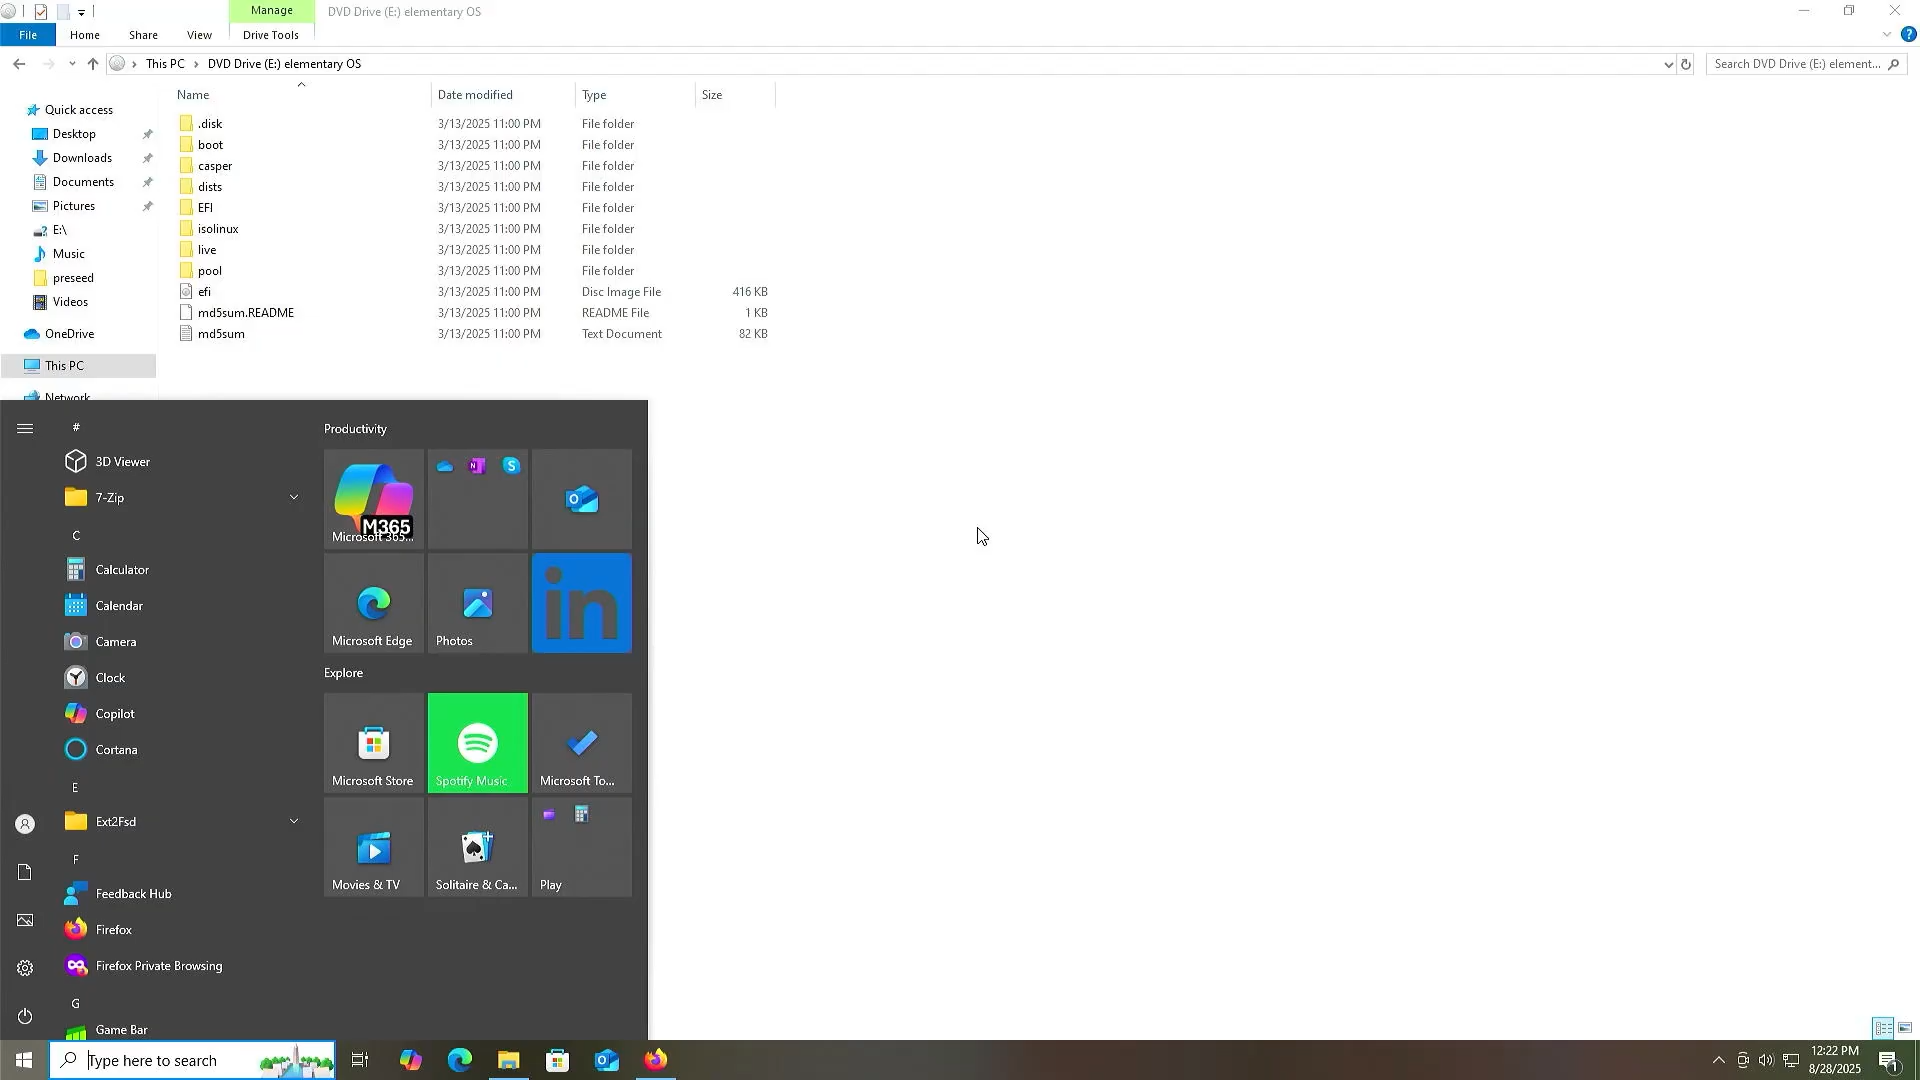 Manage
DVD Drive (E:) elementary OS
File
Home
Share
View
Drive Tools
This PC
DVD Drive (E:) elementary OS
Search DVD Drive (E:) element...
Name
Date modified
Type
Size
Quick access
Desktop
Downloads
Documents
Pictures
E:\
Music
preseed
Videos
OneDrive
This PC
Network
.disk 3/13/2025 11:00 PM File folder
boot 3/13/2025 11:00 PM File folder
casper 3/13/2025 11:00 PM File folder
dists 3/13/2025 11:00 PM File folder
EFI 3/13/2025 11:00 PM File folder
isolinux 3/13/2025 11:00 PM File folder
live 3/13/2025 11:00 PM File folder
pool 3/13/2025 11:00 PM File folder
efi 3/13/2025 11:00 PM Disc Image File 416 KB
md5sum.README 3/13/2025 11:00 PM README File 1 KB
md5sum 3/13/2025 11:00 PM Text Document 82 KB
#
3D Viewer
7-Zip
C
Calculator
Calendar
Camera
Clock
Copilot
Cortana
E
Ext2Fsd
F
Feedback Hub
Firefox
Firefox Private Browsing
G
Game Bar
Productivity
M365
Microsoft 365...
Microsoft Edge
Photos
in
Explore
Microsoft Store
Spotify Music
Microsoft To...
Movies & TV
Solitaire & Ca...
Play
Type here to search
12:22 PM
8/28/2025
1